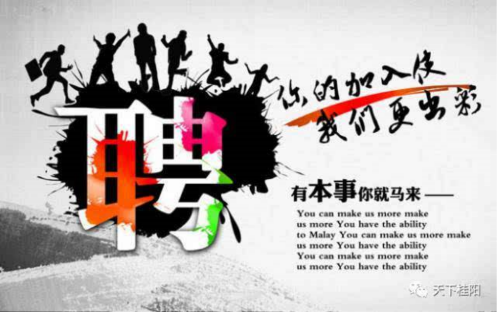 聘
你的加入使
我们更出彩
有本事你就马来——
You can make us more make
us more You have the ability
to Malay You can make us more make
us more You have the ability
You can make us more make
us more You have the ability
天下桂阳